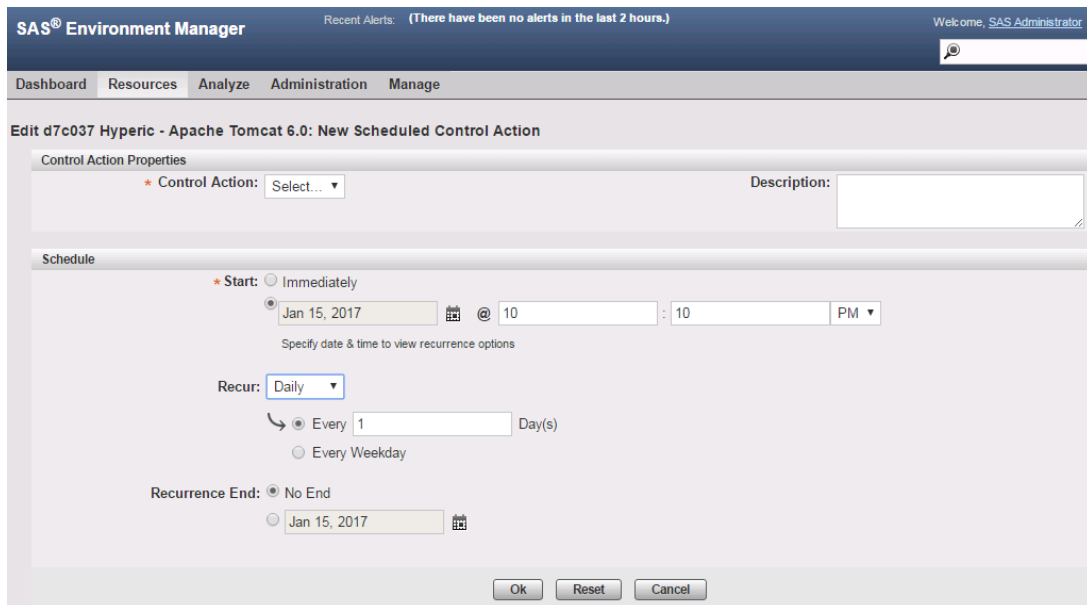 SAS® Environment Manager
Recent Alerts: (There have been no alerts in the last 2 hours.)
Welcome, SAS Administrator
Dashboard Resources Analyze Administration Manage
Edit d7c037 Hyperic - Apache Tomcat 6.0: New Scheduled Control Action
Control Action Properties
* Control Action: Select... Description:
Schedule
* Start: Immediately
Jan 15, 2017 @ 10 : 10 PM
Specify date & time to view recurrence options
Recur: Daily
Every 1 Day(s)
Every Weekday
Recurrence End: No End
Jan 15, 2017
Ok Reset Cancel